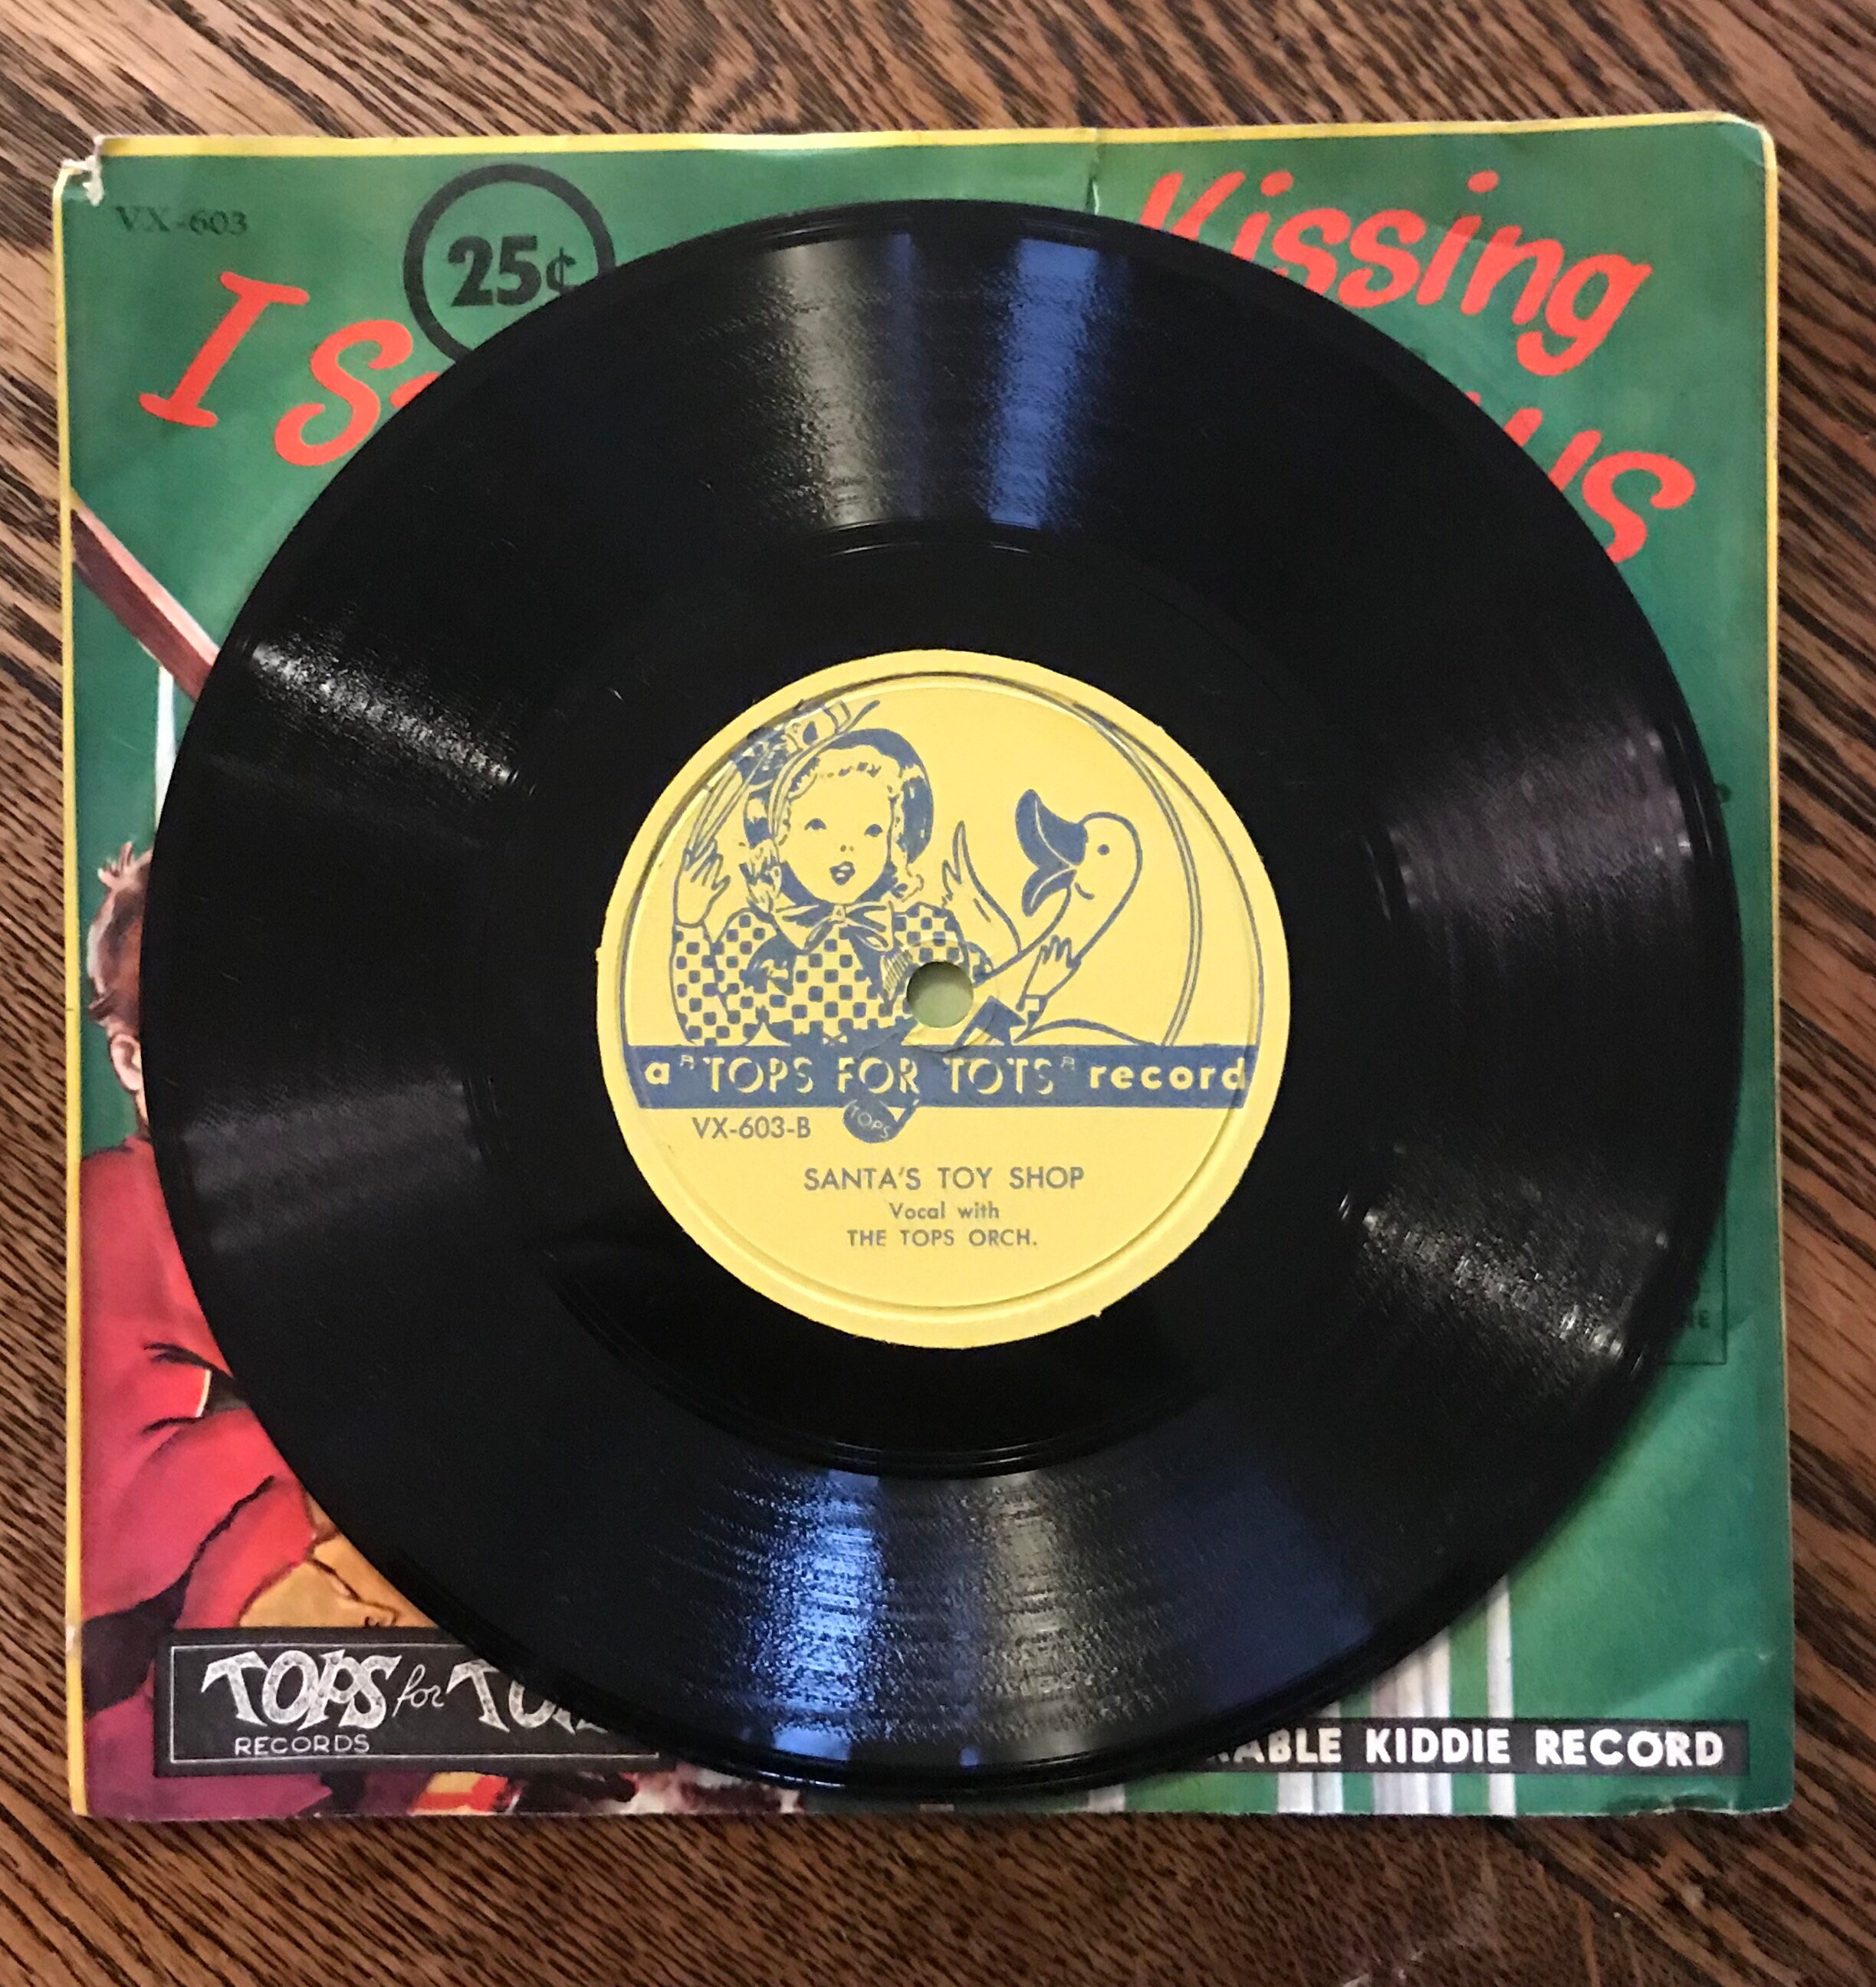 VX-603
25¢
I S
Kissing
us
a "TOPS FOR TOTS" record
TOPS
VX-603-B
SANTA'S TOY SHOP
Vocal with
THE TOPS ORCH.
TOPS for TO
RECORDS
ABLE KIDDIE RECORD